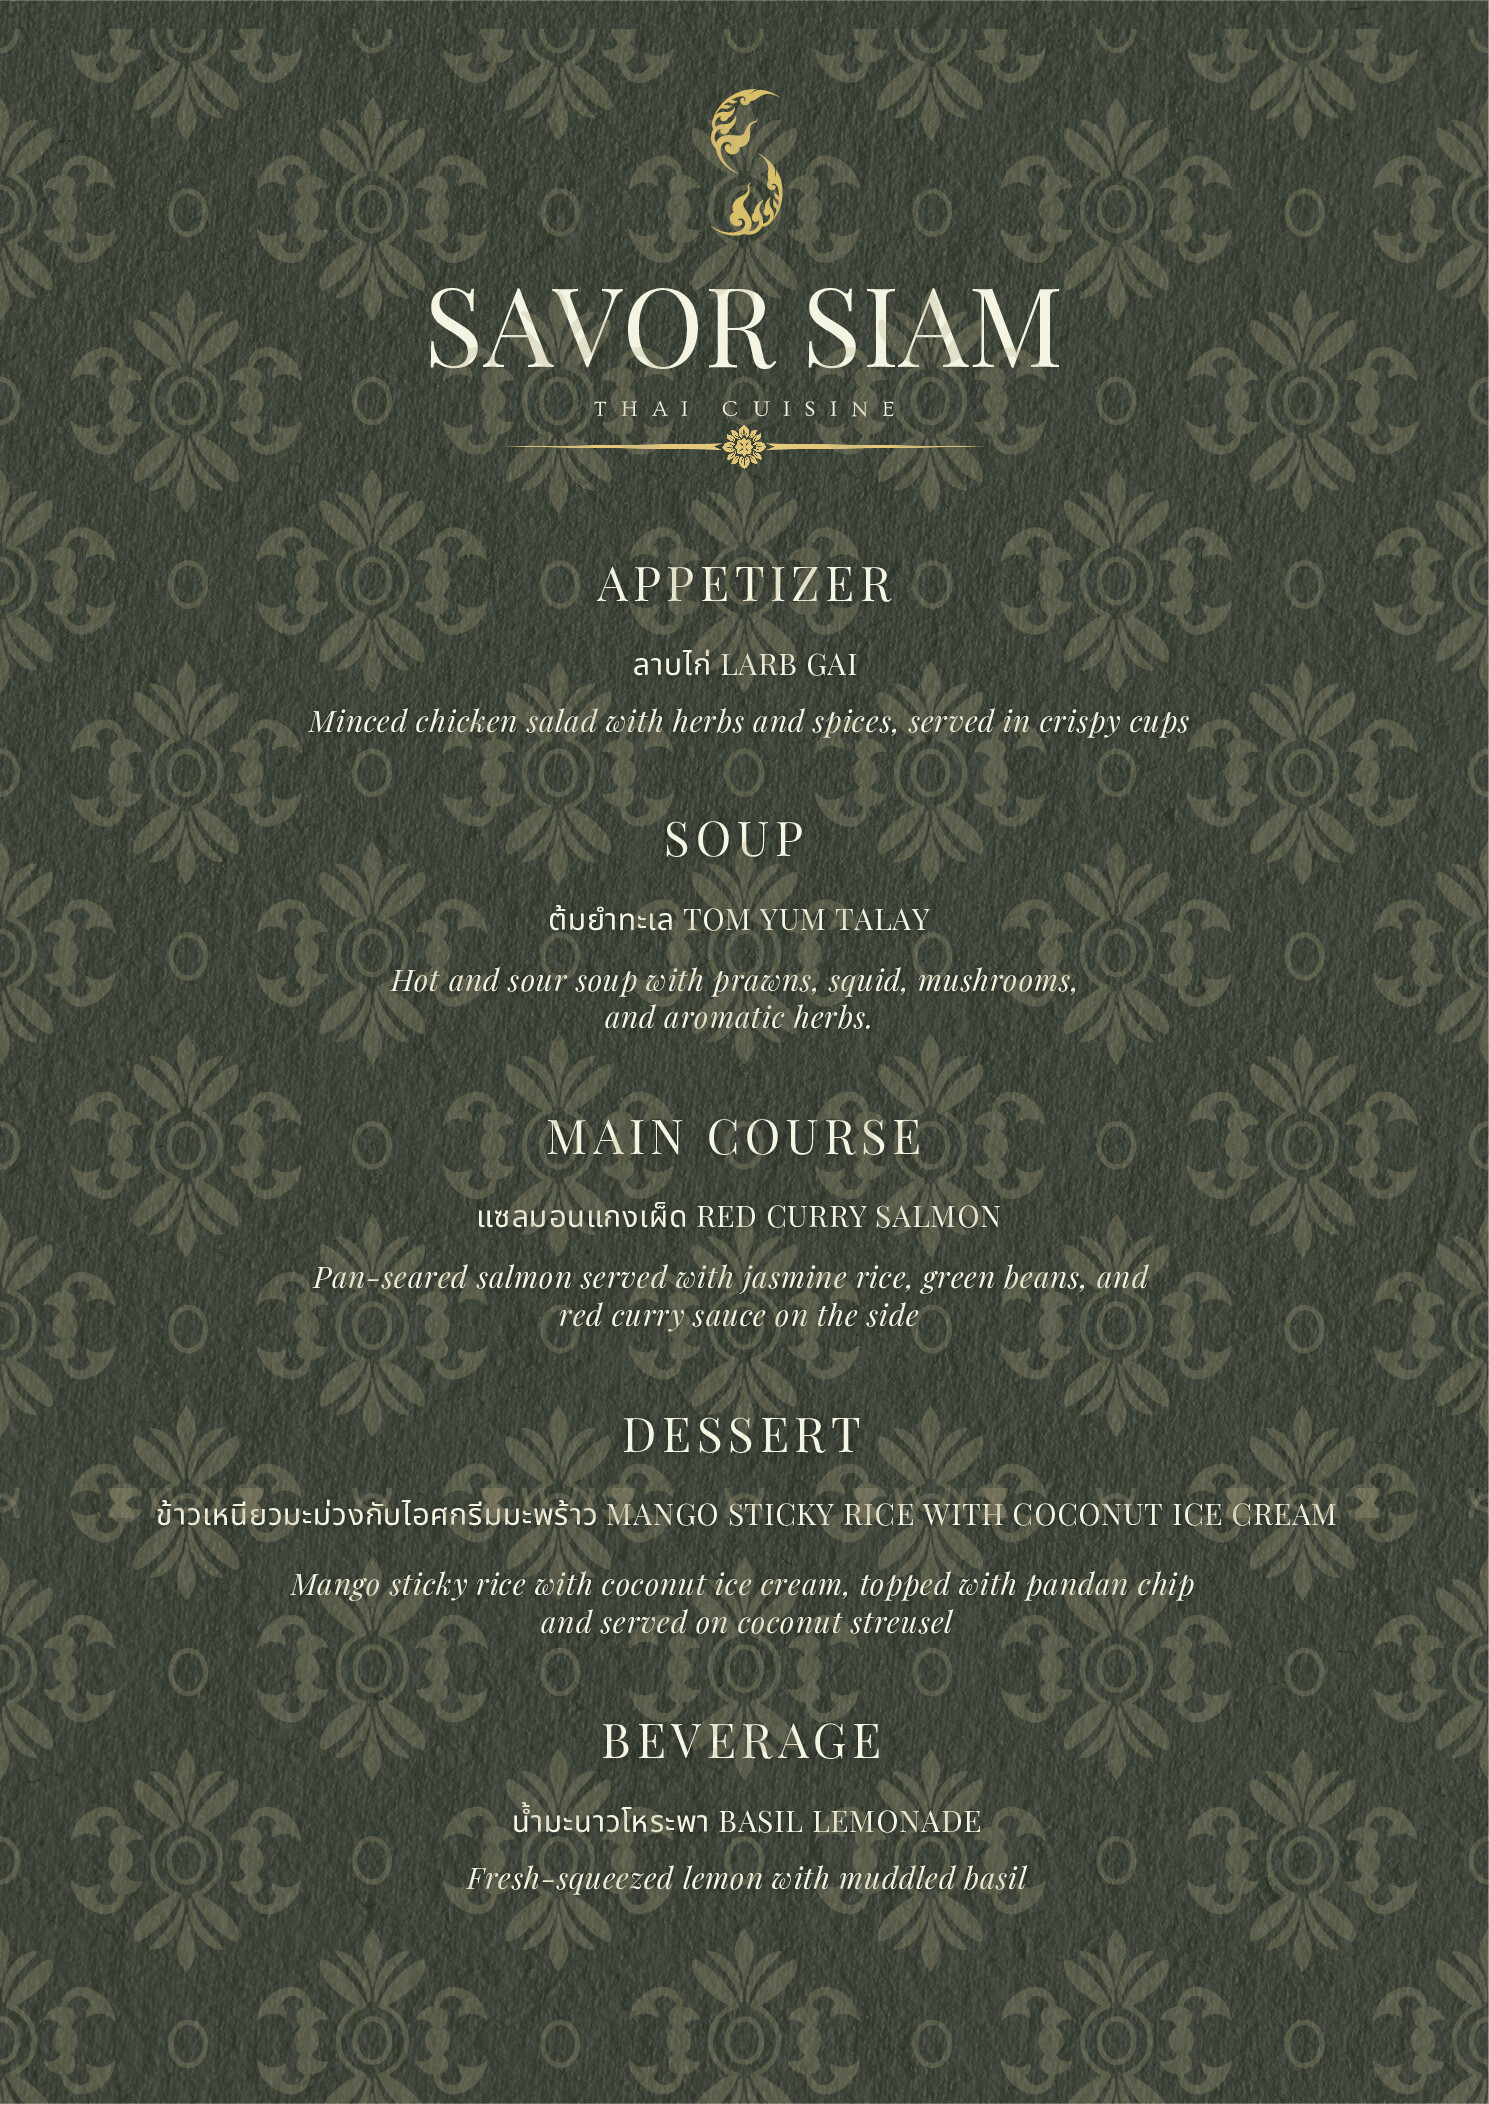 SAVOR SIAM
THAI CUISINE
APPETIZER
ลาบไก่ LARB GAI
Minced chicken salad with herbs and spices, served in crispy cups
SOUP
ต้มยำทะเล TOM YUM TALAY
Hot and sour soup with prawns, squid, mushrooms,
and aromatic herbs.
MAIN COURSE
แซลมอนแกงเผ็ด RED CURRY SALMON
Pan-seared salmon served with jasmine rice, green beans, and
red curry sauce on the side
DESSERT
ข้าวเหนียวมะม่วงกับไอศกรีมมะพร้าว MANGO STICKY RICE WITH COCONUT ICE CREAM
Mango sticky rice with coconut ice cream, topped with pandan chip
and served on coconut streusel
BEVERAGE
น้ำมะนาวโหระพา BASIL LEMONADE
Fresh-squeezed lemon with muddled basil